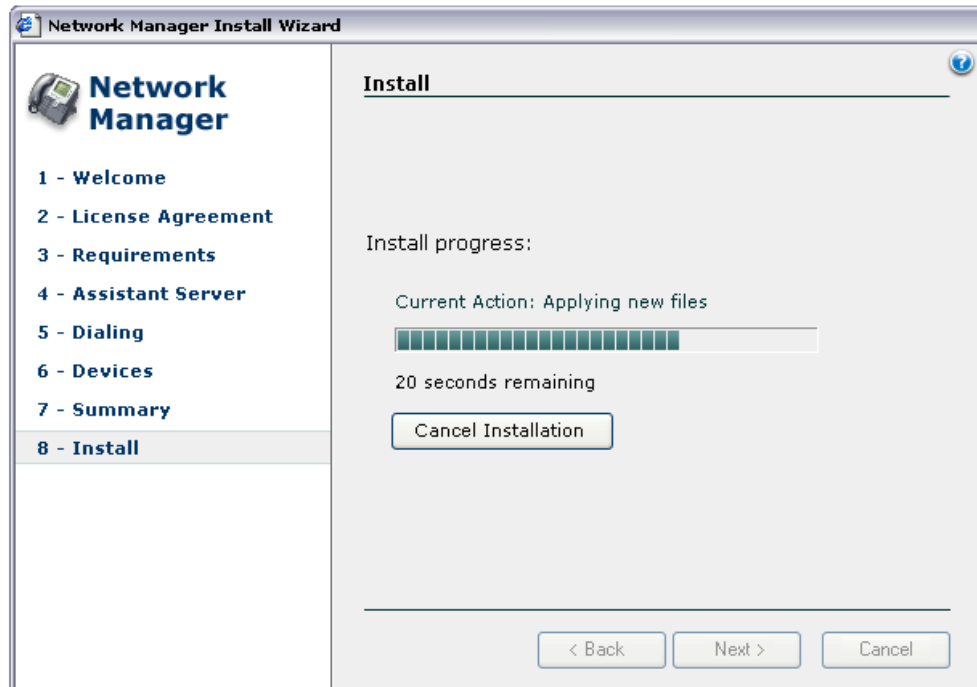 Network Manager Install Wizard
Network
Manager
1 - Welcome
2 - License Agreement
3 - Requirements
4 - Assistant Server
5 - Dialing
6 - Devices
7 - Summary
8 - Install
?
Install
Install progress:
Current Action: Applying new files
20 seconds remaining
Cancel Installation
< Back
Next >
Cancel